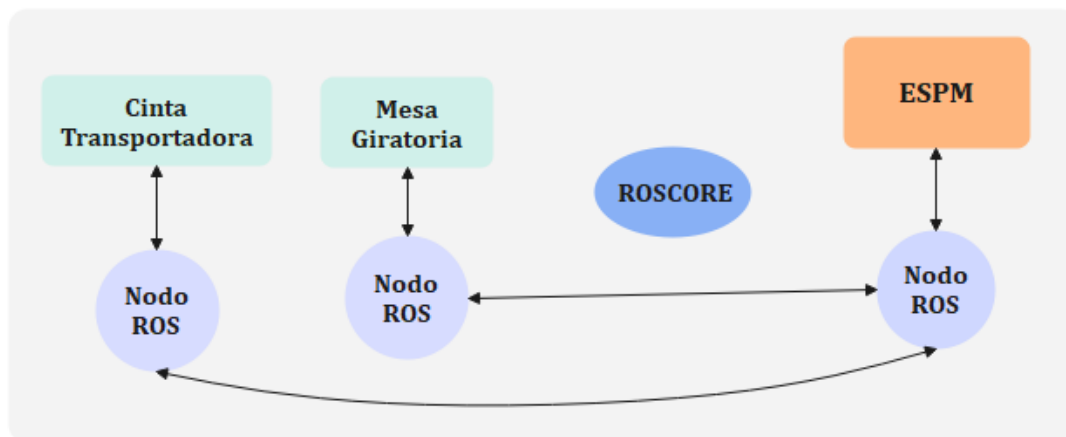 Cinta
Transportadora
Mesa
Giratoria
ESPM
ROSCORE
Nodo
ROS
Nodo
ROS
Nodo
ROS